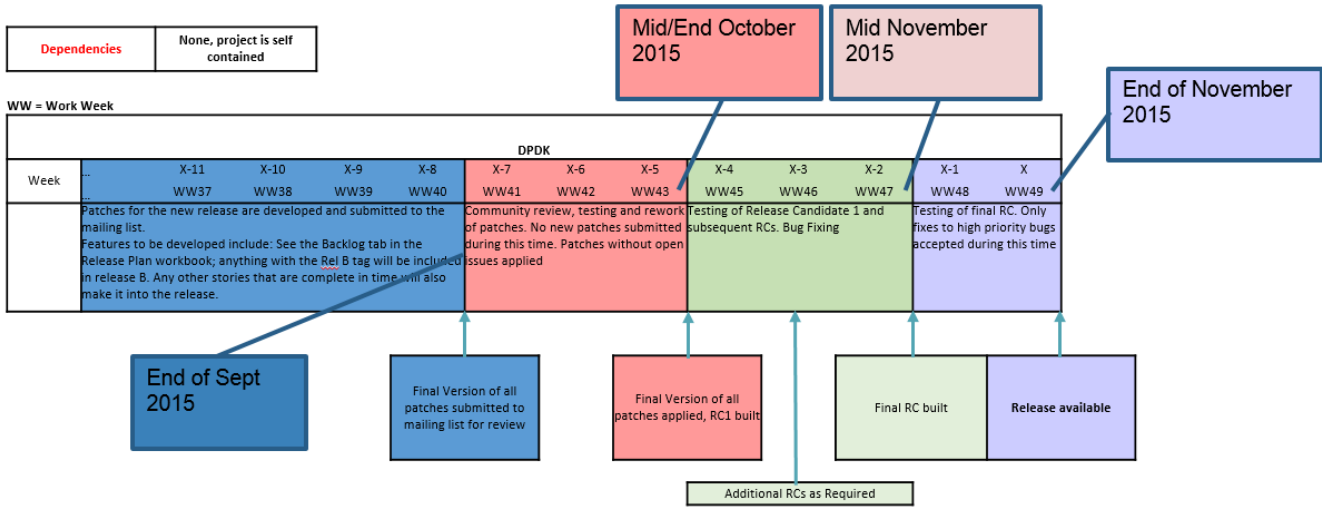 Dependencies
None, project is self
contained
Mid/End October
2015
Mid November
2015
End of November
2015
WW = Work Week
DPDK
Week
... X-11 X-10 X-9 X-8 X-7 X-6 X-5 X-4 X-3 X-2 X-1 X
... WW37 WW38 WW39 WW40 WW41 WW42 WW43 WW45 WW46 WW47 WW48 WW49
Patches for the new release are developed and submitted to the
mailing list.
Features to be developed include: See the Backlog tab in the
Release Plan workbook; anything with the Rel B tag will be included
in release B. Any other stories that are complete in time will also
make it into the release.
Community review, testing and rework
of patches. No new patches submitted
during this time. Patches without open
issues applied
Testing of Release Candidate 1 and
subsequent RCs. Bug Fixing
Testing of final RC. Only
fixes to high priority bugs
accepted during this time
End of Sept
2015
Final Version of all
patches submitted to
mailing list for review
Final Version of all
patches applied, RC1 built
Final RC built
Release available
Additional RCs as Required